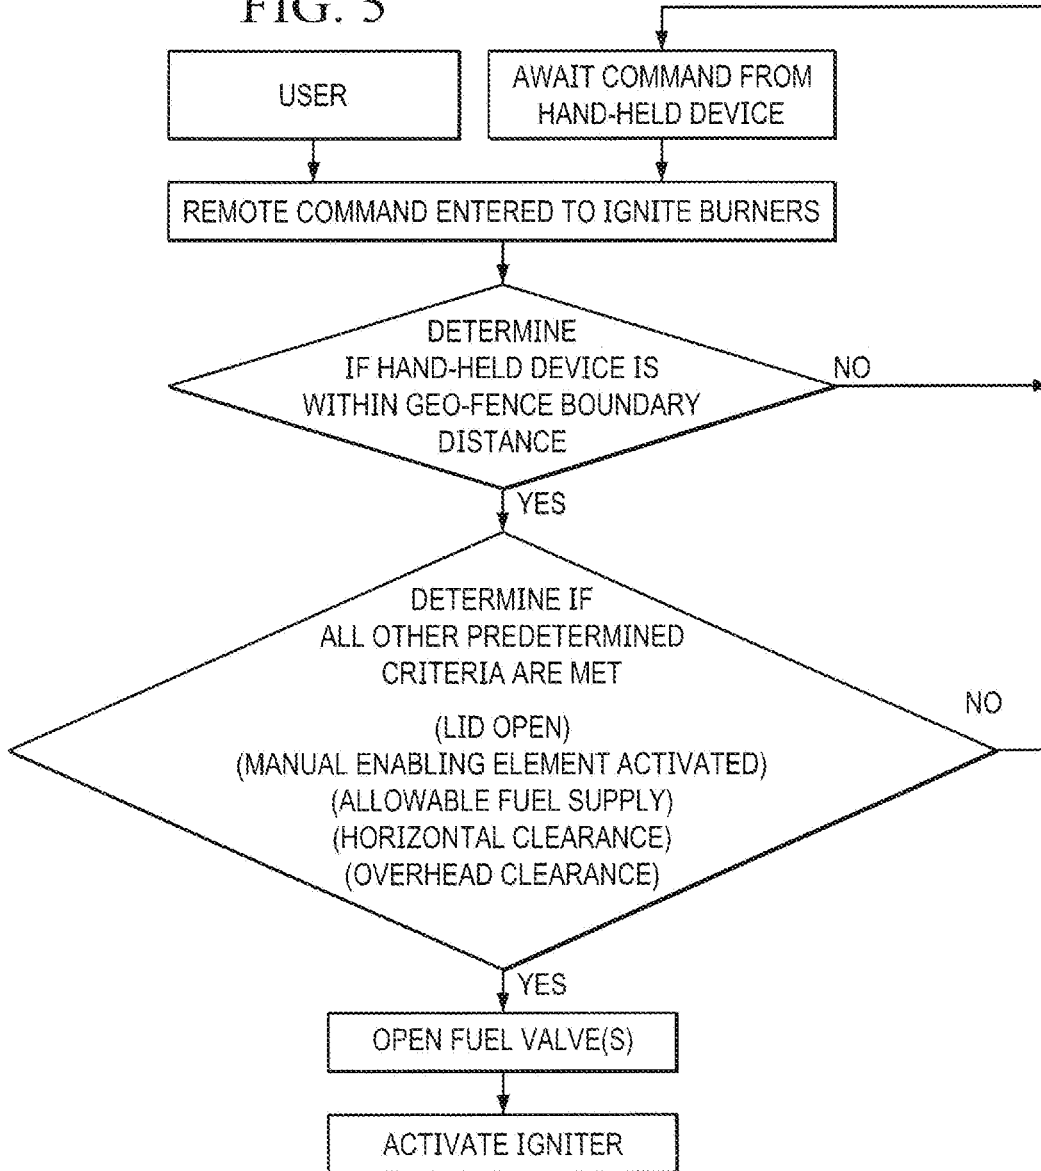 FIG. 5
USER
AWAIT COMMAND FROM
HAND-HELD DEVICE
REMOTE COMMAND ENTERED TO IGNITE BURNERS
DETERMINE
IF HAND-HELD DEVICE IS
WITHIN GEO-FENCE BOUNDARY
DISTANCE
NO
YES
DETERMINE IF
ALL OTHER PREDETERMINED
CRITERIA ARE MET
(LID OPEN)
(MANUAL ENABLING ELEMENT ACTIVATED)
(ALLOWABLE FUEL SUPPLY)
(HORIZONTAL CLEARANCE)
(OVERHEAD CLEARANCE)
NO
YES
OPEN FUEL VALVE(S)
ACTIVATE IGNITER